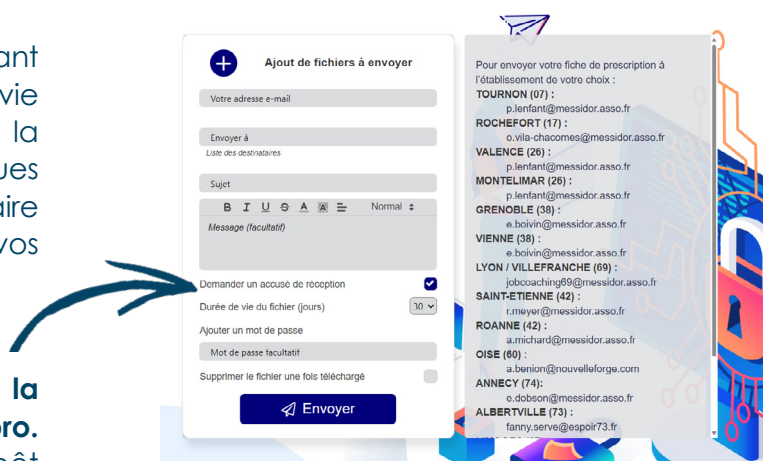 ant
vie
la
ues
aire
vos
la
pro.
Ajout de fichiers à envoyer
Votre adresse e-mail
Envoyer à
Liste des destinataires
Sujet
B I U S A A Normal
Message (facultatif)
Demander un accusé de réception
Durée de vie du fichier (jours) 30
Ajouter un mot de passe
Mot de passe facultatif
Supprimer le fichier une fois téléchargé
Envoyer
Pour envoyer votre fiche de prescription à
l'établissement de votre choix :
TOURNON (07) :
p.lenfant@messidor.asso.fr
ROCHEFORT (17) :
o.vila-chacomes@messidor.asso.fr
VALENCE (26) :
p.lenfant@messidor.asso.fr
MONTELIMAR (26) :
p.lenfant@messidor.asso.fr
GRENOBLE (38) :
e.boivin@messidor.asso.fr
VIENNE (38) :
e.boivin@messidor.asso.fr
LYON / VILLEFRANCHE (69) :
jobcoaching69@messidor.asso.fr
SAINT-ETIENNE (42) :
r.meyer@messidor.asso.fr
ROANNE (42) :
a.michard@messidor.asso.fr
OISE (60) :
a.benion@nouvelleforge.com
ANNECY (74):
e.dobson@messidor.asso.fr
ALBERTVILLE (73) :
fanny.serve@espoir73.fr